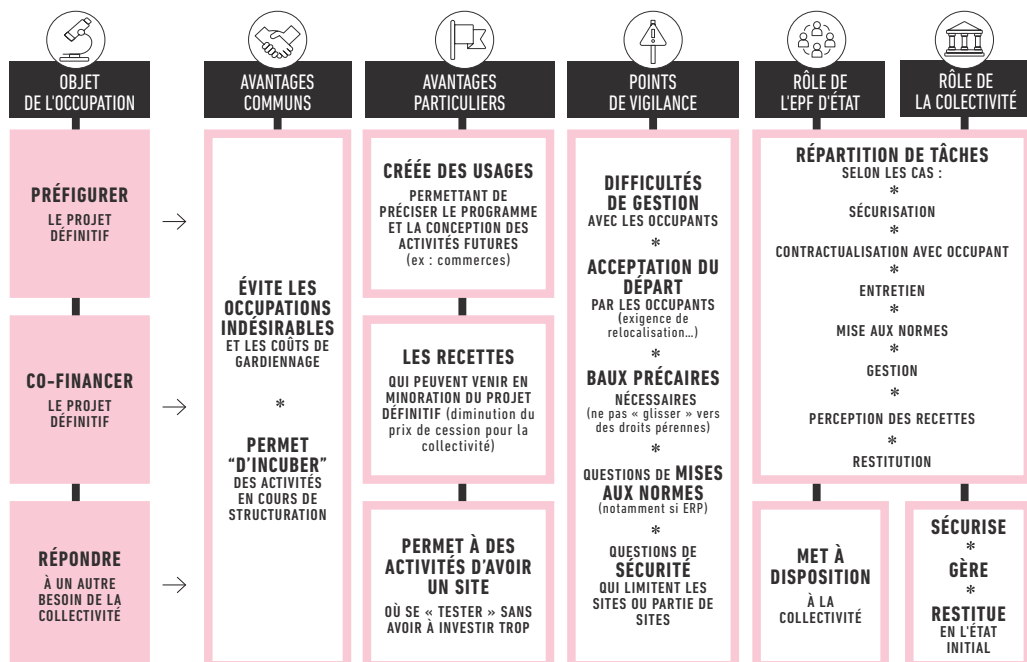 OBJET
DE L'OCCUPATION
AVANTAGES
COMMUNS
AVANTAGES
PARTICULIERS
POINTS
DE VIGILANCE
RÔLE DE
L'EPF D'ÉTAT
RÔLE DE
LA COLECTIVITÉ
PRÉFIGURER
LE PROJET
DÉFINITIF
→
CO-FINANCER
LE PROJET
DÉFINITIF
→
RÉPONDRE
À UN AUTRE
BESOIN DE LA
COLLECTIVITÉ
→
ÉVITE LES
OCCUPATIONS
INDÉSIRABLES
ET LES COÛTS DE
GARDIENNAGE
*
PERMET
“D'INCUBER”
DES ACTIVITÉS
EN COURS DE
STRUCTURATION
CRÉÉE DES USAGES
PERMETTANT DE
PRÉCISER LE PROGRAMME
ET LA CONCEPTION DES
ACTIVITÉS FUTURES
(ex : commerces)
LES RECETTES
QUI PEUVENT VENIR EN
MINORATION DU PROJET
DÉFINITIF (diminution du
prix de cession pour la
collectivité)
PERMET À DES
ACTIVITÉS D'AVOIR
UN SITE
OÙ SE « TESTER » SANS
AVOIR À INVESTIR TROP
DIFFICULTÉS
DE GESTION
AVEC LES OCCUPANTS
*
ACCEPTATION DU
DÉPART
PAR LES OCCUPANTS
(exigence de
relocalisation…)
*
BAUX PRÉCAIRES
NÉCESSAIRES
(ne pas « glisser » vers
des droits pérennes)
*
QUESTIONS DE MISES
AUX NORMES
(notamment si ERP)
*
QUESTIONS DE
SÉCURITÉ
QUI LIMITENT LES
SITES OU PARTIE DE
SITES
RÉPARTITION DE TÂCHES
SELON LES CAS :
*
SÉCURISATION
*
CONTRACTUALISATION AVEC OCCUPANT
*
ENTRETIEN
*
MISE AUX NORMES
*
GESTION
*
PERCEPTION DES RECETTES
*
RESTITUTION
MET À
DISPOSITION
À LA
COLLECTIVITÉ
SÉCURISE
*
GÈRE
*
RESTITUE
EN L'ÉTAT
INITIAL